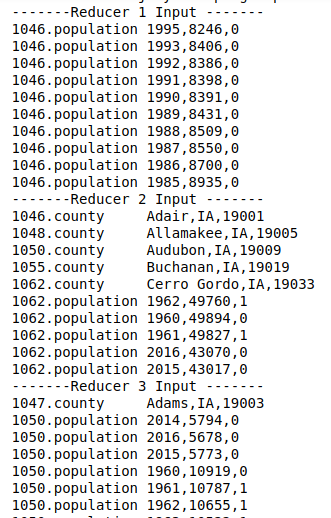 -------Reducer 1 Input -------
1046.population 1995,8246,0
1046.population 1993,8406,0
1046.population 1992,8386,0
1046.population 1991,8398,0
1046.population 1990,8391,0
1046.population 1989,8431,0
1046.population 1988,8509,0
1046.population 1987,8550,0
1046.population 1986,8700,0
1046.population 1985,8935,0
-------Reducer 2 Input -------
1046.county     Adair,IA,19001
1048.county     Allamakee,IA,19005
1050.county     Audubon,IA,19009
1055.county     Buchanan,IA,19019
1062.county     Cerro Gordo,IA,19033
1062.population 1962,49760,1
1062.population 1960,49894,0
1062.population 1961,49827,1
1062.population 2016,43070,0
1062.population 2015,43017,0
-------Reducer 3 Input -------
1047.county     Adams,IA,19003
1050.population 2014,5794,0
1050.population 2016,5678,0
1050.population 2015,5773,0
1050.population 1960,10919,0
1050.population 1961,10787,1
1050.population 1962,10655,1